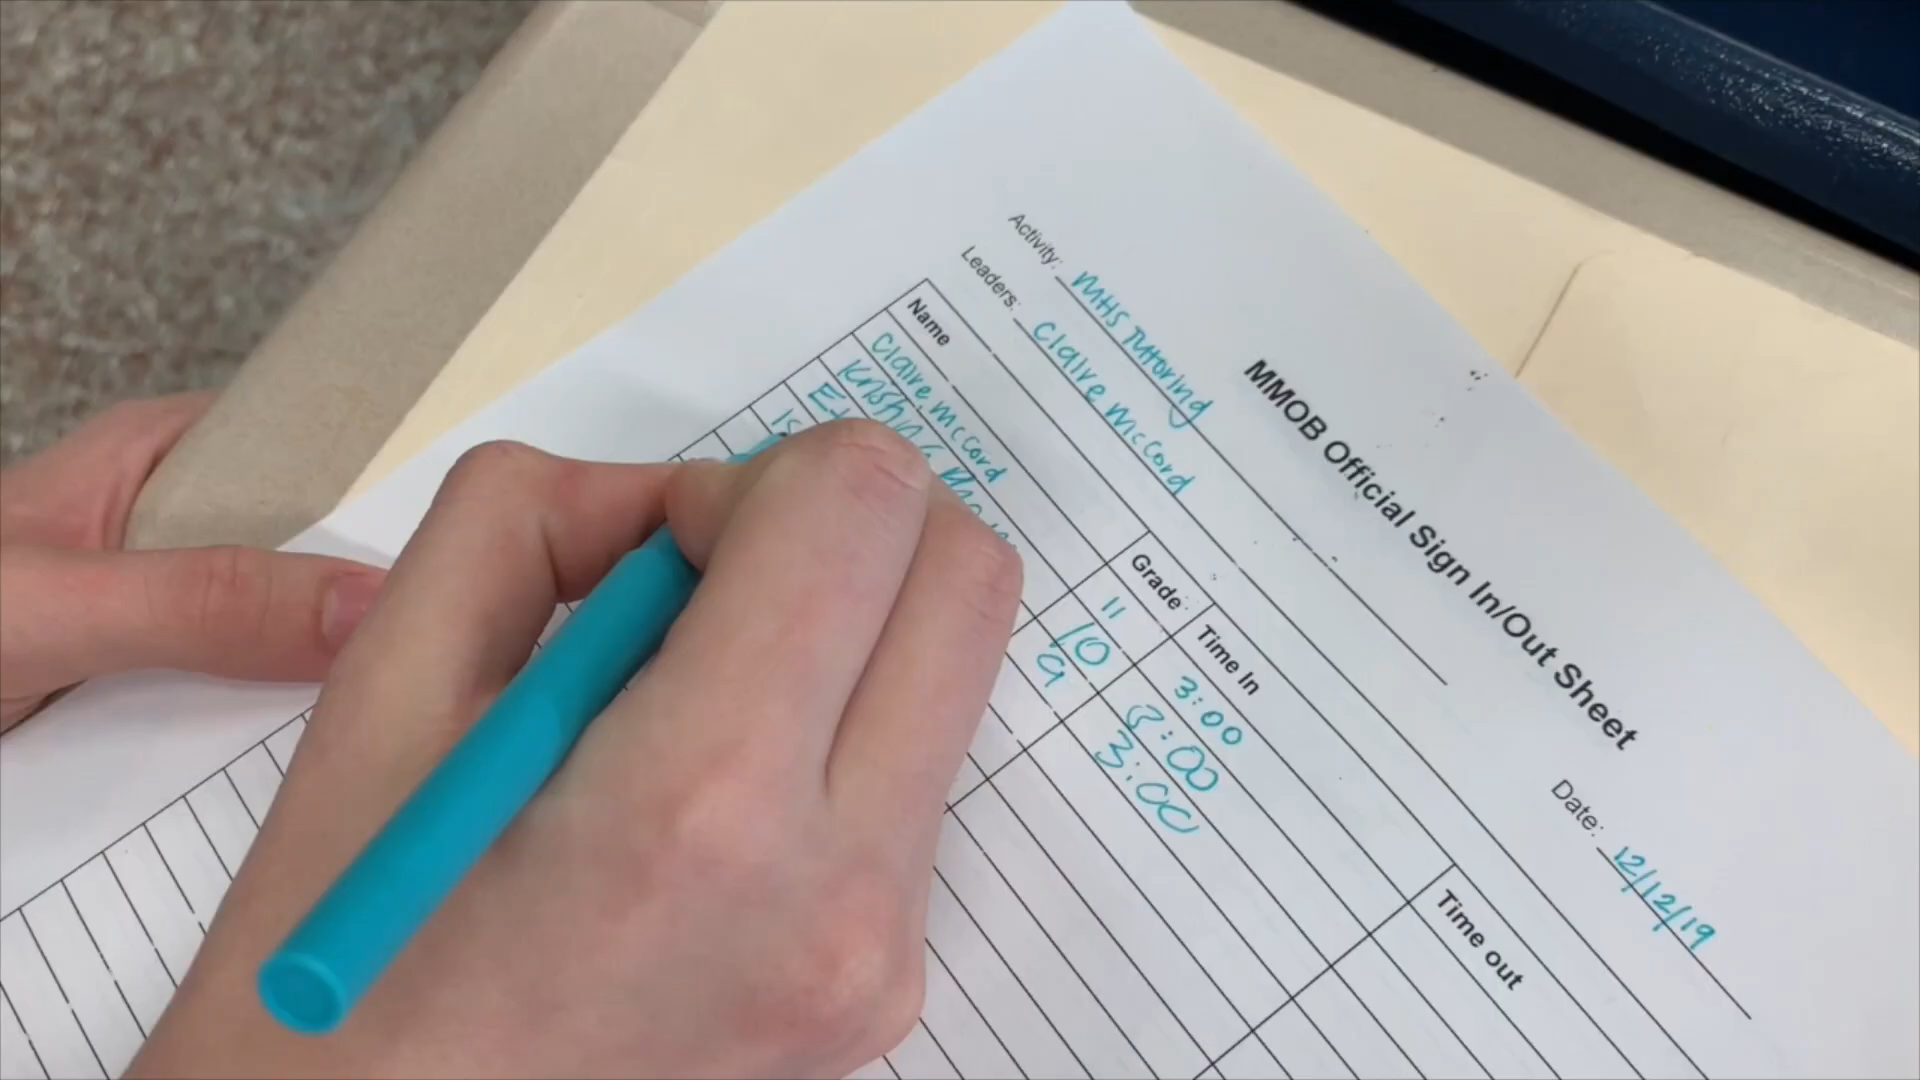 MMOB Official Sign In/Out Sheet
Activity: MHS Tutoring
Date: 12/12/19
Leaders: Claire McCord
Name Grade Time In Time out
Claire McCord 11 3:00
10 3:00
9 3:00